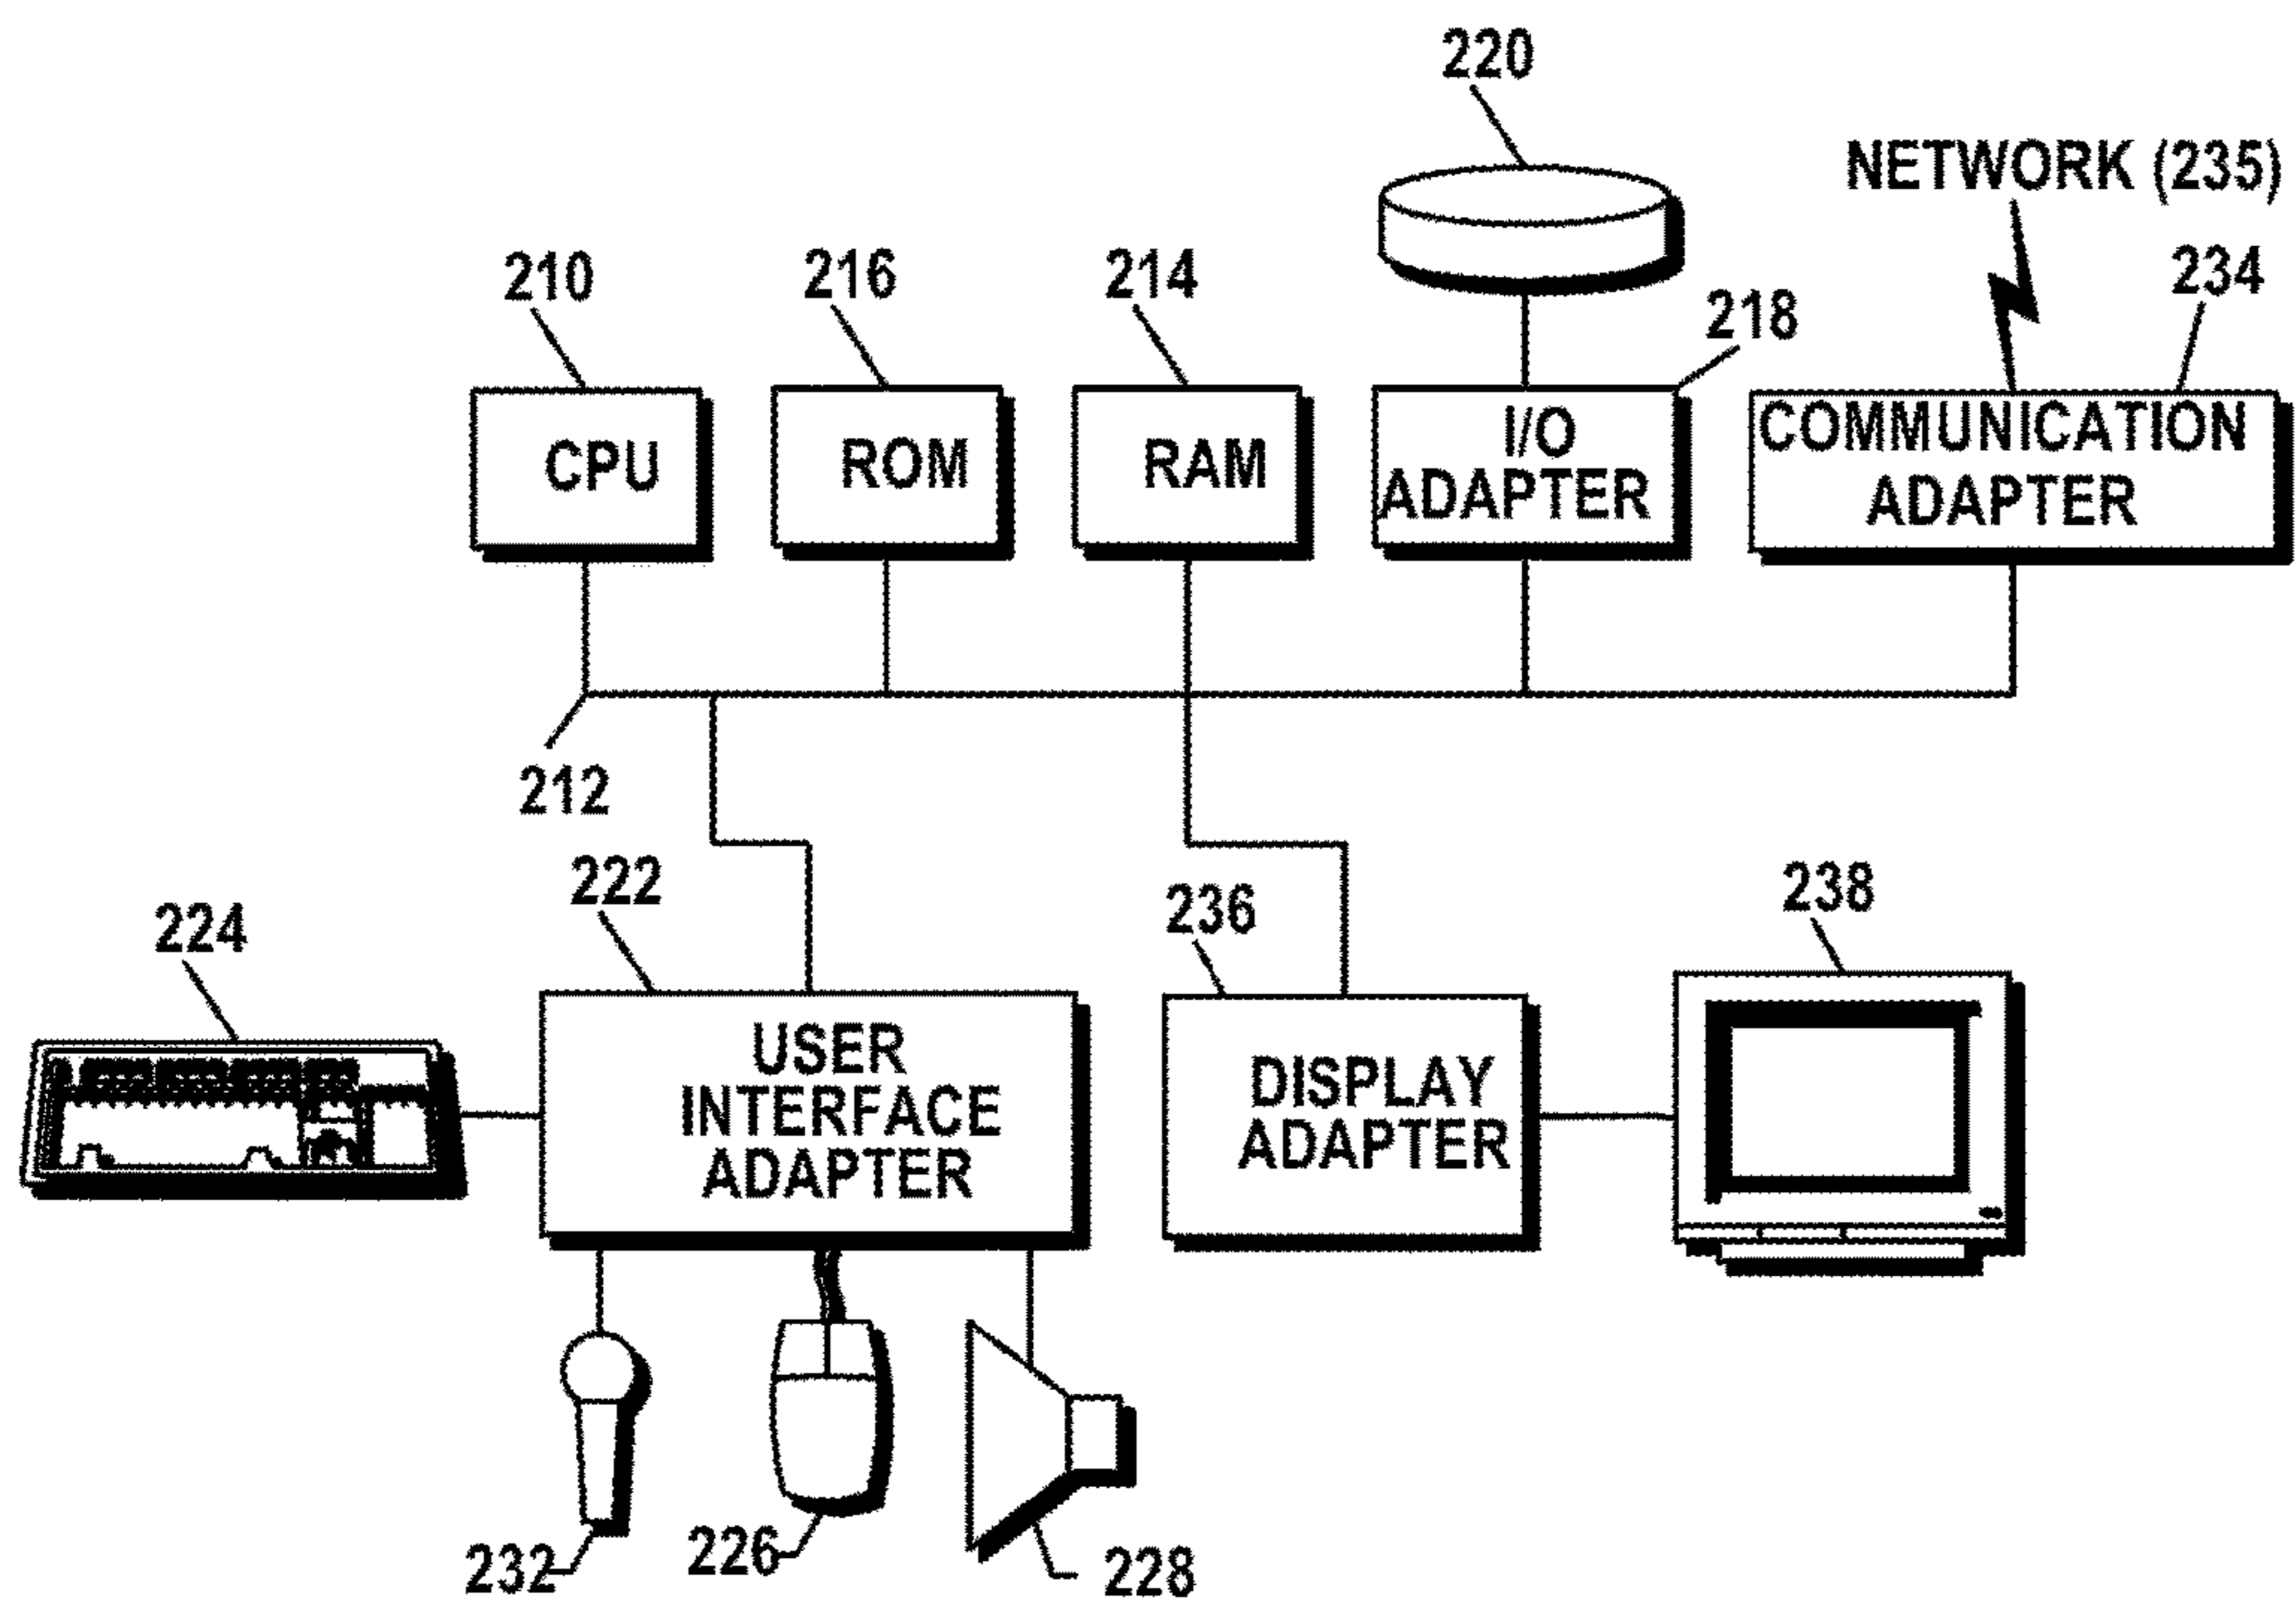 220
NETWORK (235)
210
216
214
218
234
CPU
ROM
RAM
I/O
ADAPTER
COMMUNICATION
ADAPTER
212
222
224
236
238
USER
INTERFACE
ADAPTER
DISPLAY
ADAPTER
232
226
228